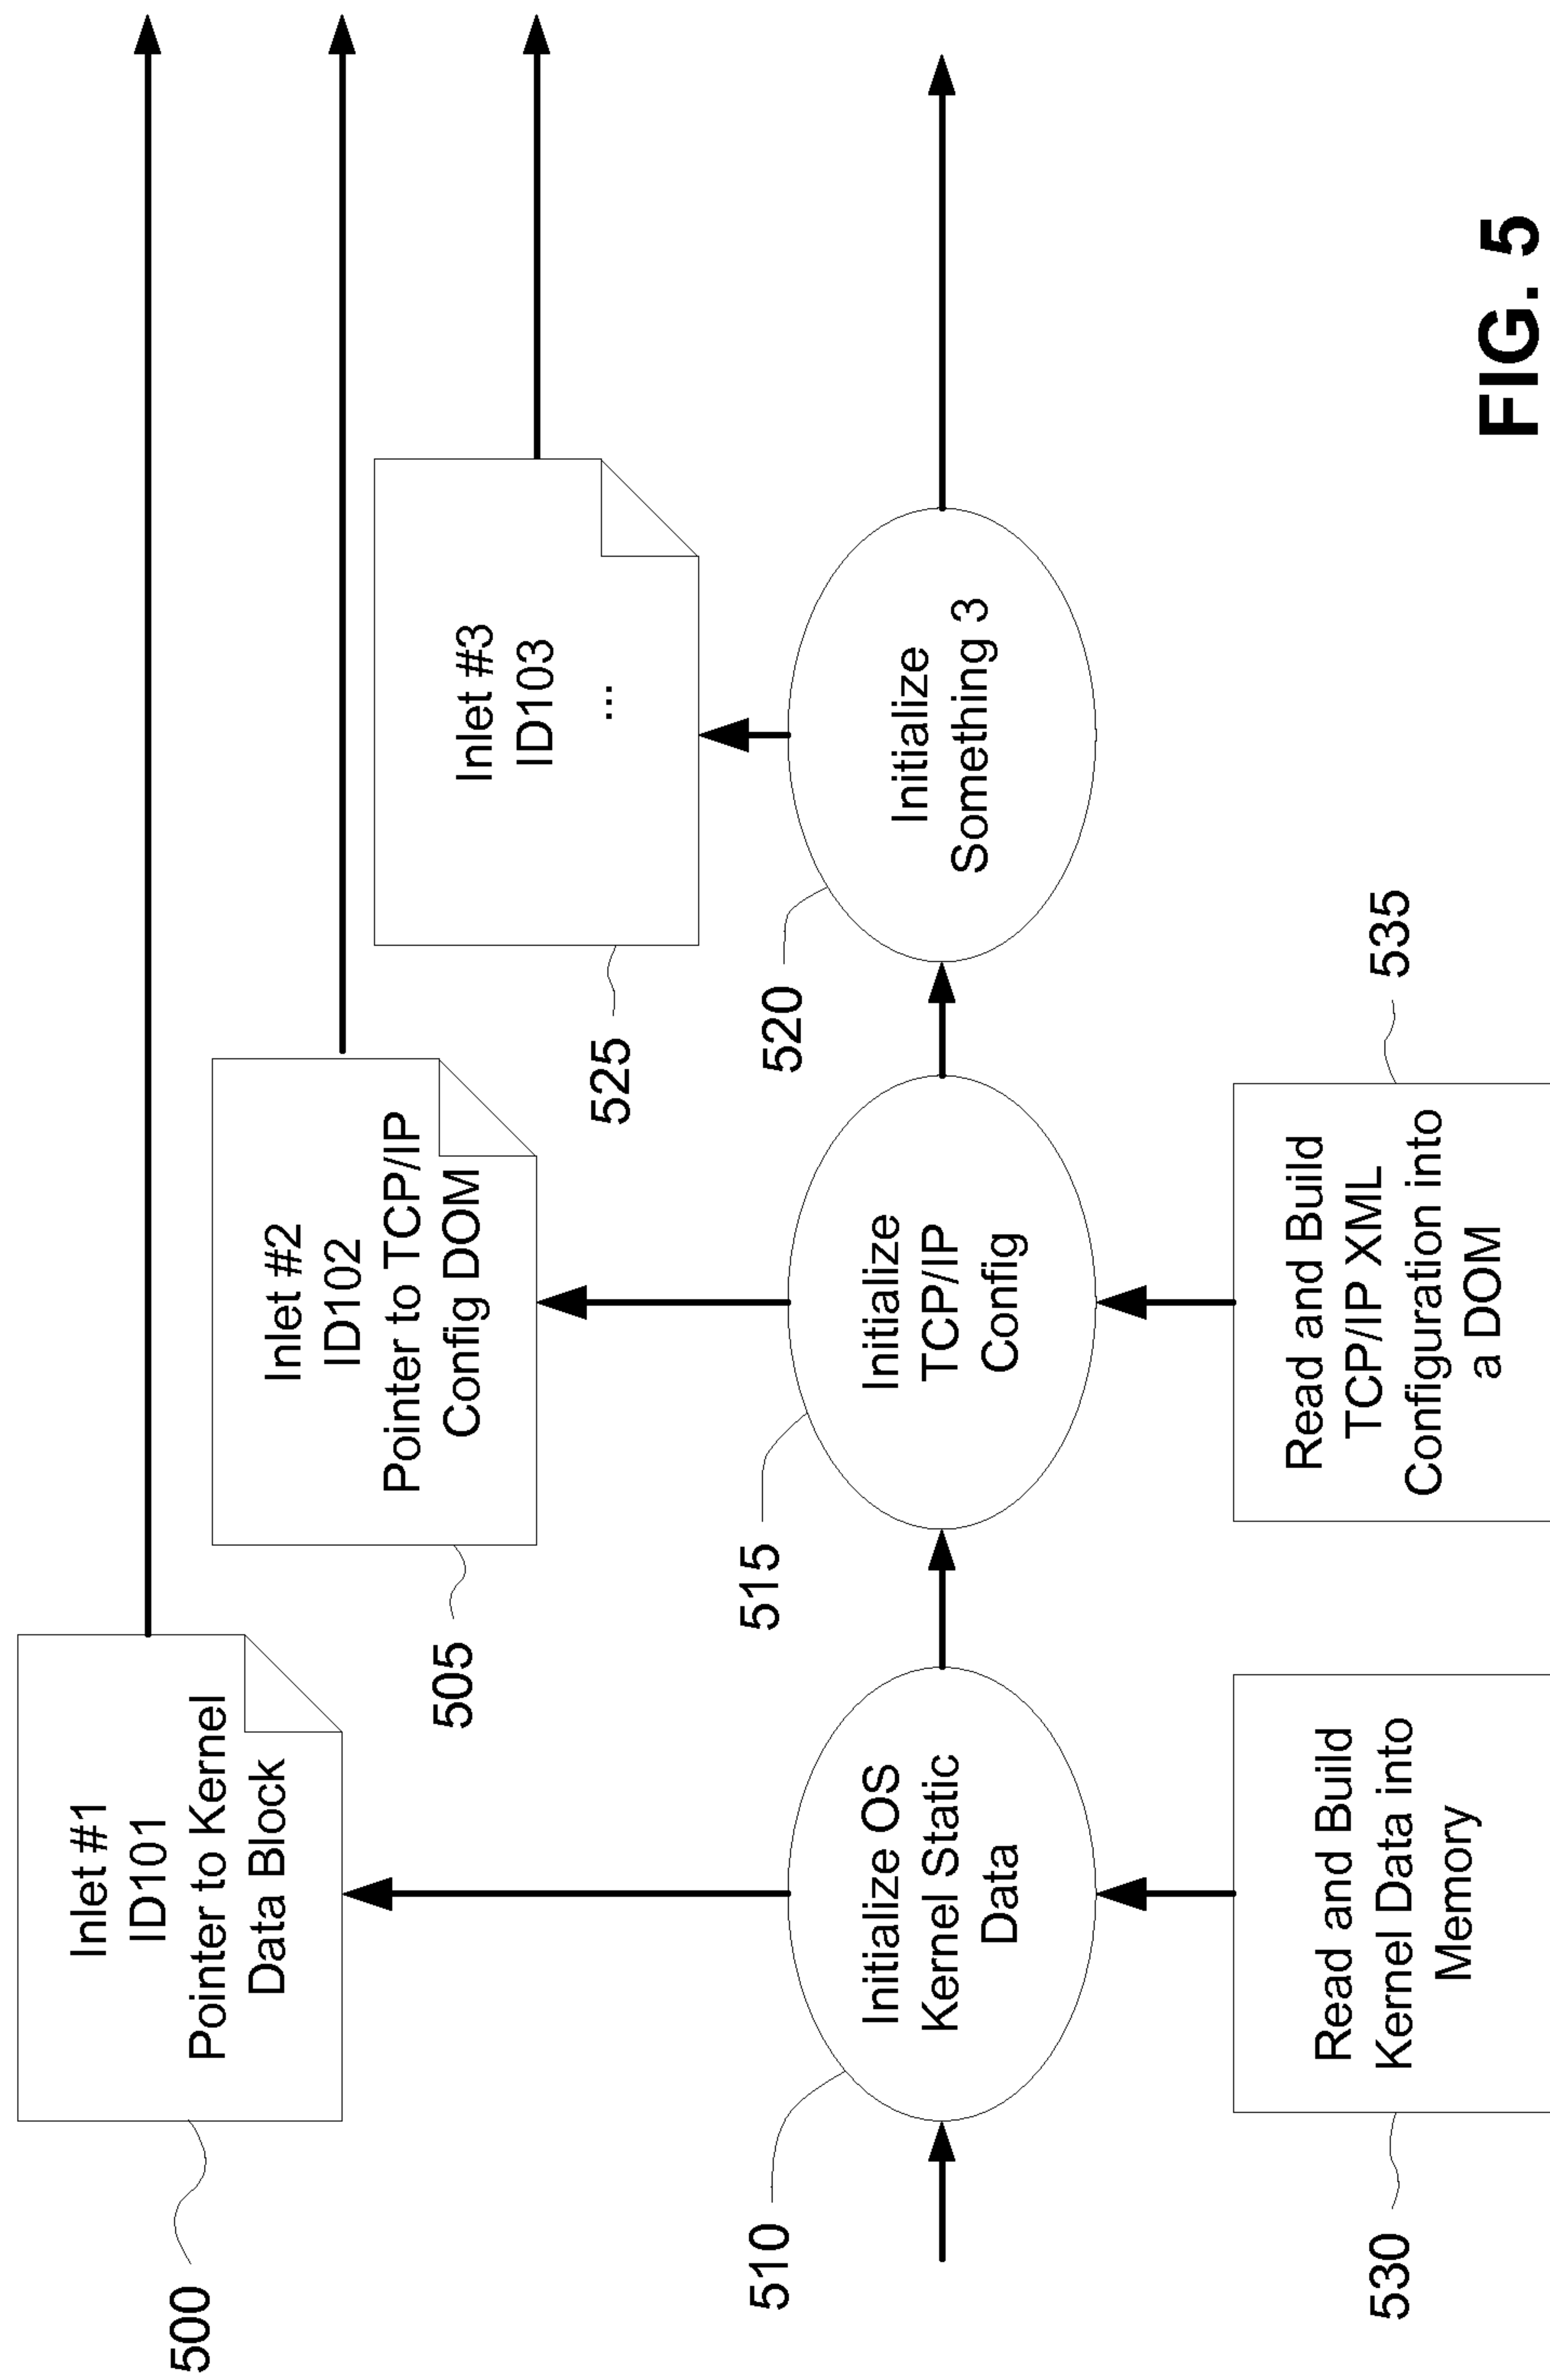 500
Inlet #1
ID101
Pointer to Kernel
Data Block
505
Inlet #2
ID102
Pointer to TCP/IP
Config DOM
525
Inlet #3
ID103
...
510
Initialize OS
Kernel Static
Data
515
Initialize
TCP/IP
Config
520
Initialize
Something 3
530
Read and Build
Kernel Data into
Memory
Read and Build
TCP/IP XML
Configuration into
a DOM
535
FIG. 5